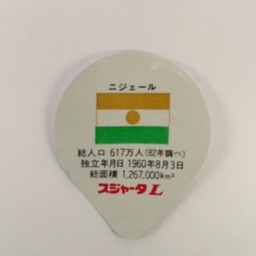 ニジェール
総人口 617万人(82年調べ)
独立年月日 1960年8月3日
総面積 1,267,000km²
スジャータ L